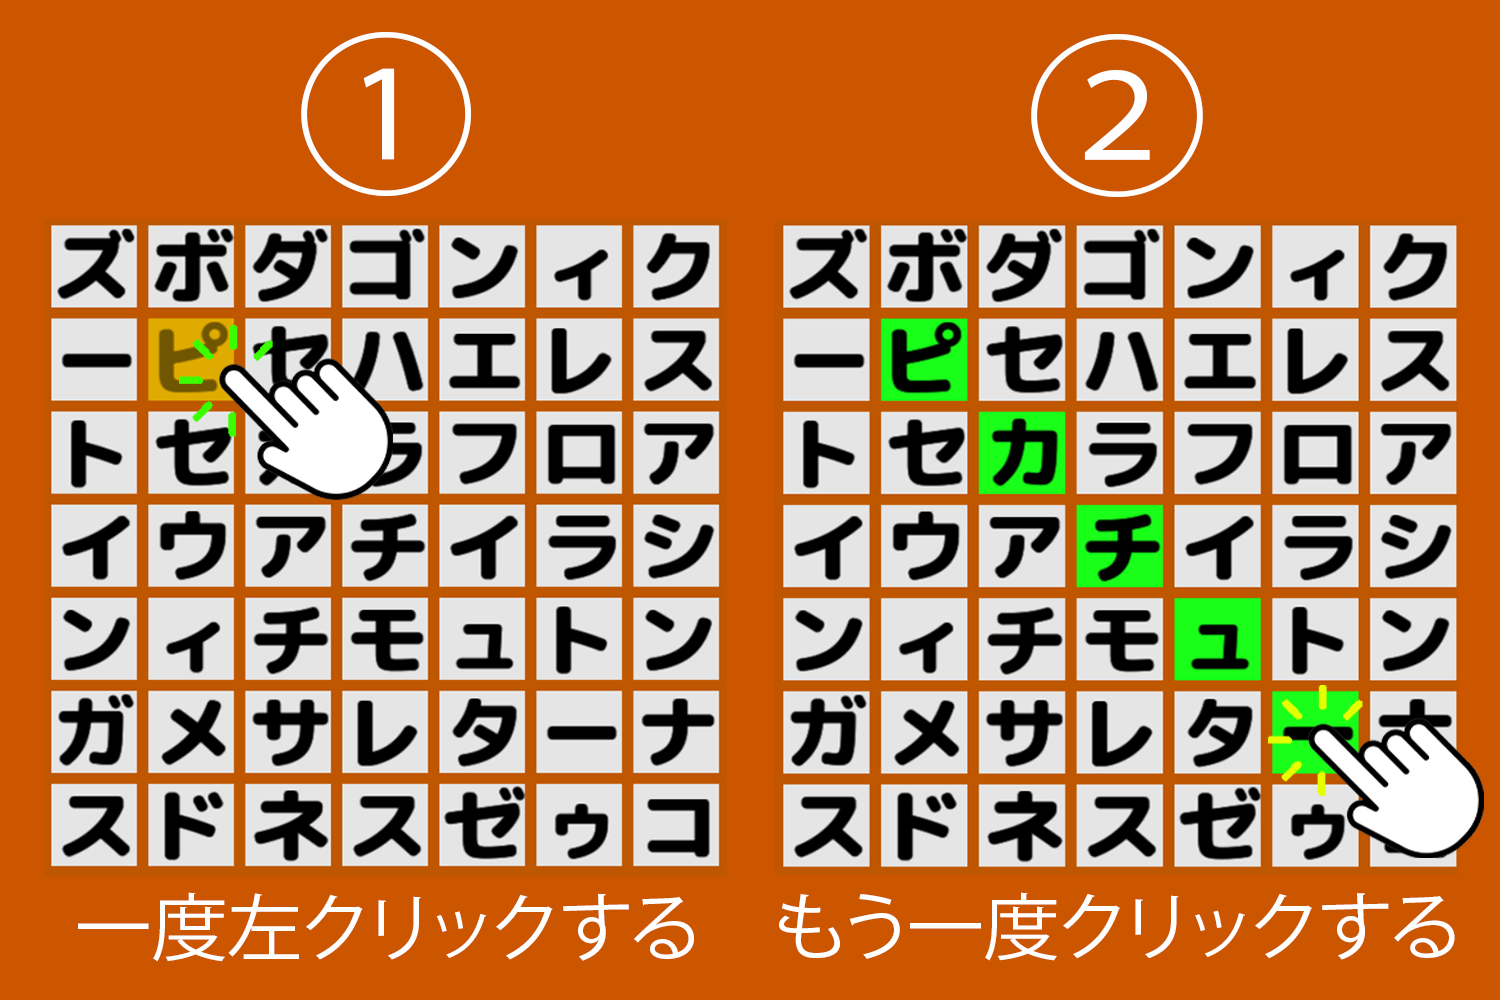 ①
ズボダゴンィク
ーピセハエレス
トセカラフロア
イウアチイラシ
ンィチモュトン
ガメサレターナ
スドネスゼゥコ
一度左クリックする
②
ズボダゴンィク
ーピセハエレス
トセカラフロア
イウアチイラシ
ンィチモュトン
ガメサレターナ
スドネスゼゥコ
もう一度クリックする